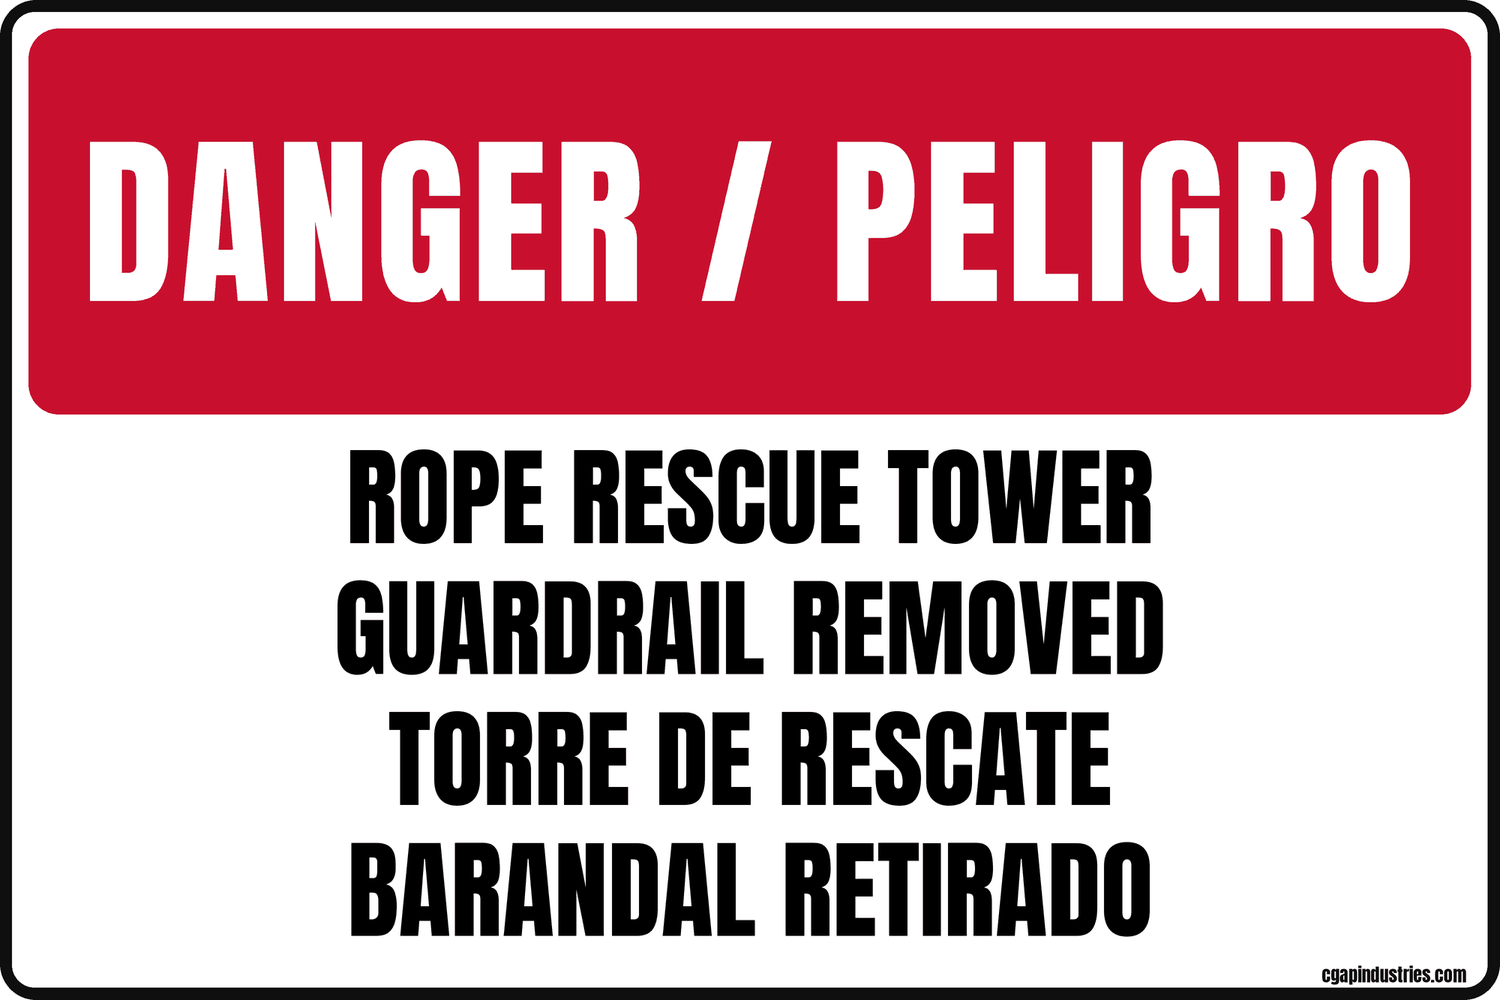 DANGER / PELIGRO
ROPE RESCUE TOWER
GUARDRAIL REMOVED
TORRE DE RESCATE
BARANDAL RETIRADO
cgapindustries.com